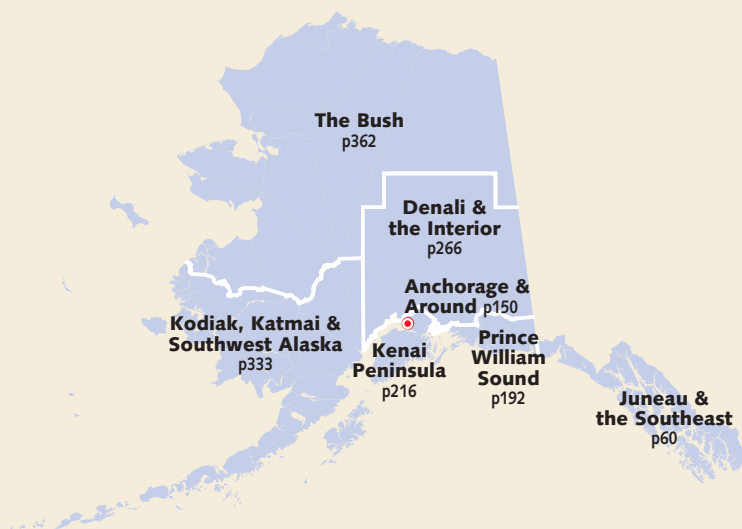 The Bush
p362
Denali &
the Interior
p266
Anchorage &
Around p150
Kodiak, Katmai &
Southwest Alaska
p333
Kenai
Peninsula
p216
Prince
William
Sound
p192
Juneau &
the Southeast
p60